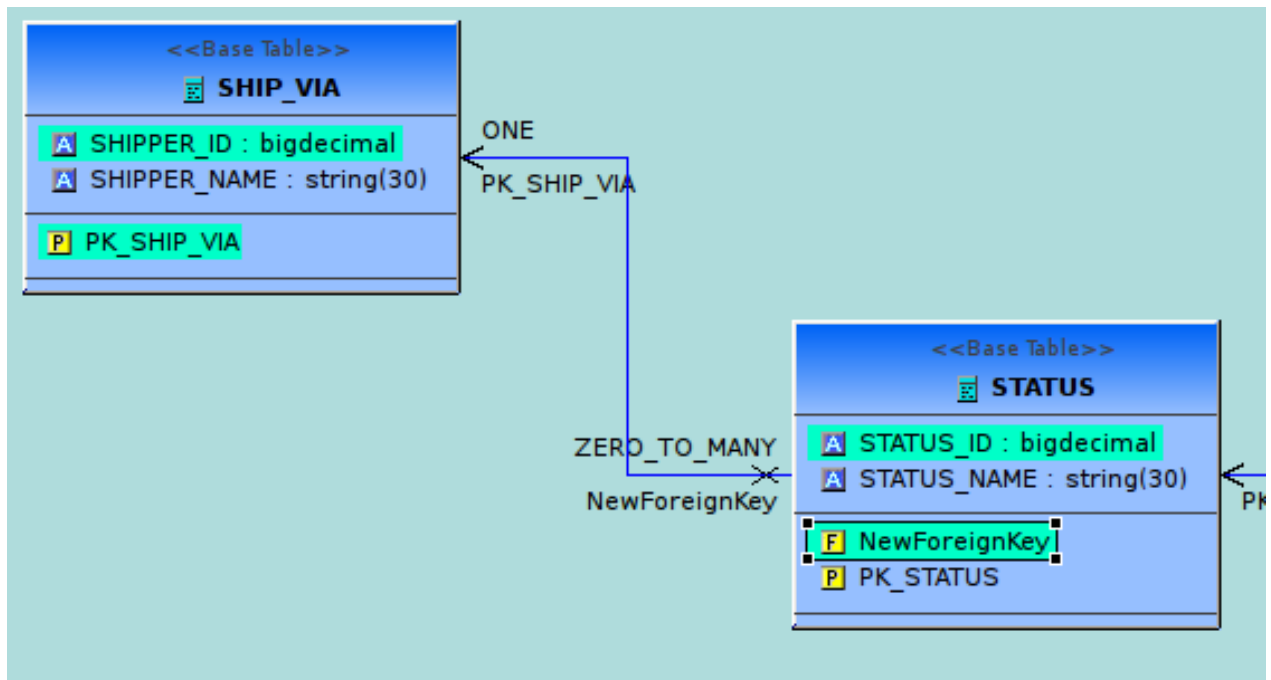 <<Base Table>>
SHIP_VIA
A SHIPPER_ID : bigdecimal
A SHIPPER_NAME : string(30)
P PK_SHIP_VIA
ONE
PK_SHIP_VIA
ZERO_TO_MANY
NewForeignKey
<<Base Table>>
STATUS
A STATUS_ID : bigdecimal
A STATUS_NAME : string(30)
F NewForeignKey
P PK_STATUS
PK